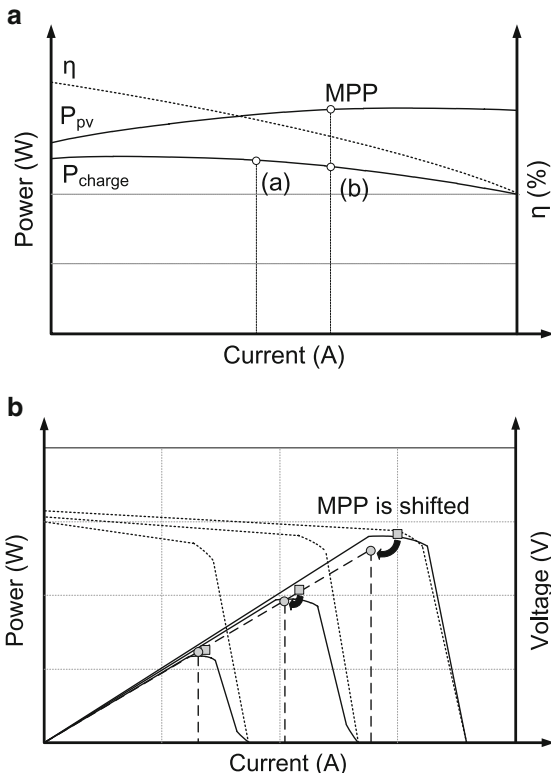 a
η
MPP
P_pv
P_charge
(a)
(b)
Power (W)
η (%)
Current (A)
b
MPP is shifted
Power (W)
Voltage (V)
Current (A)